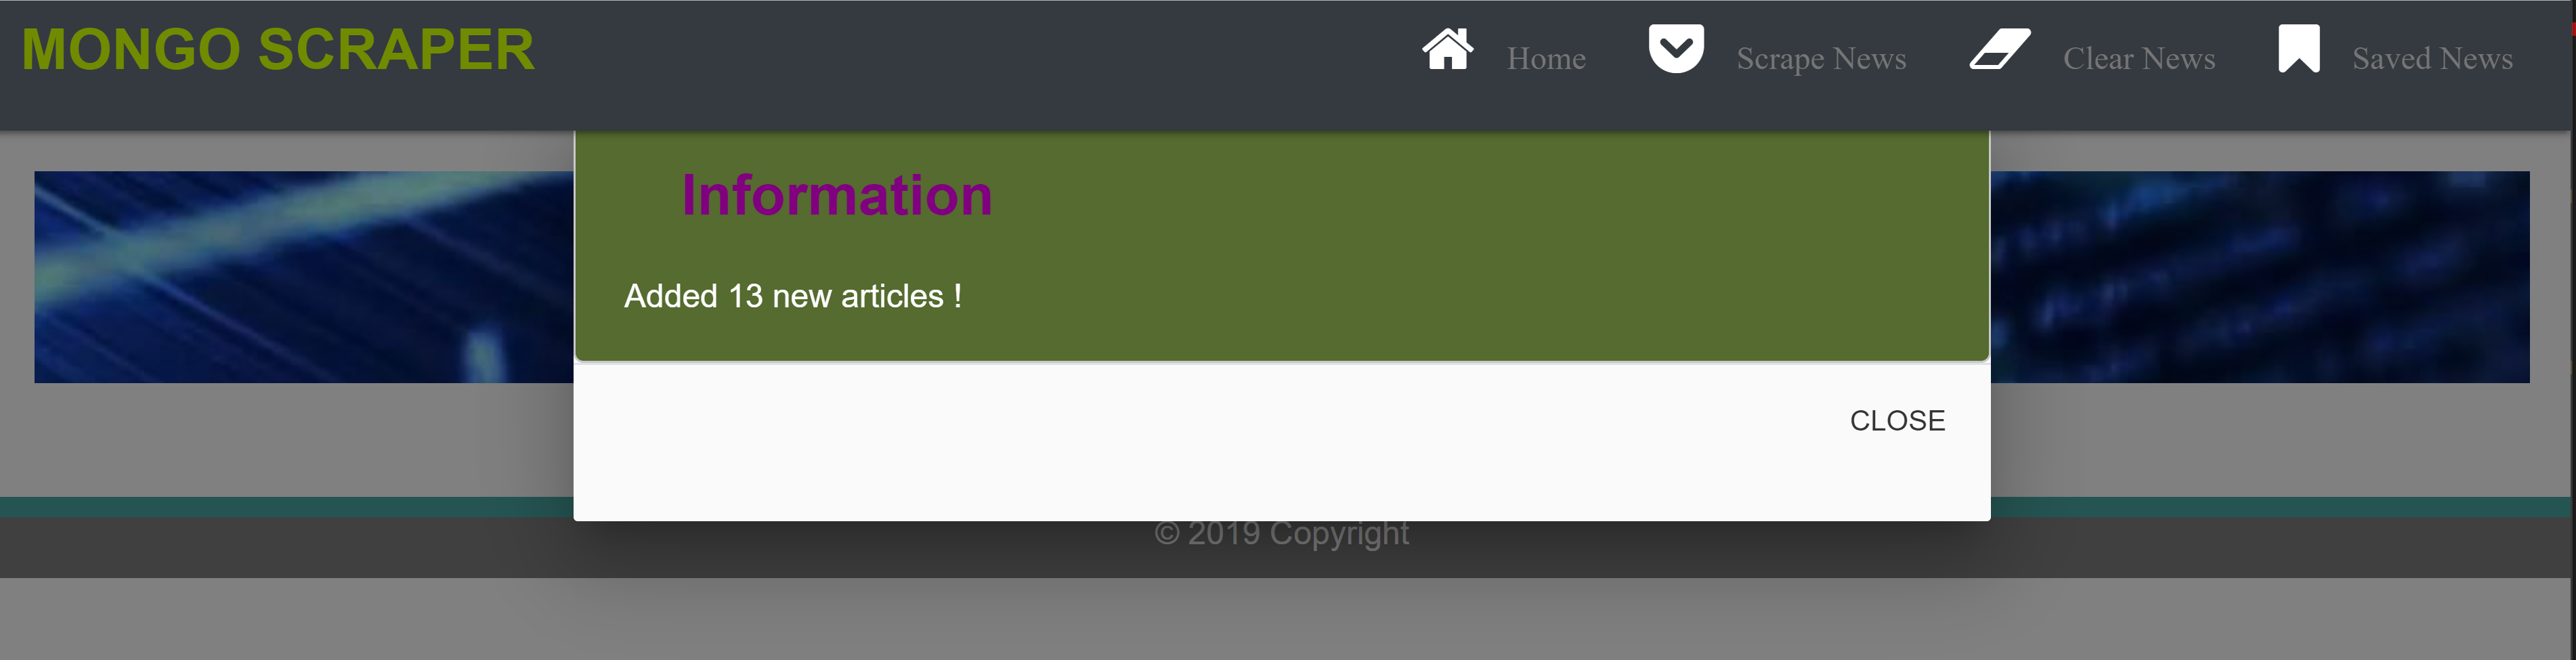 MONGO SCRAPER
Home Scrape News Clear News Saved News
Information
Added 13 new articles !
CLOSE
© 2019 Copyright